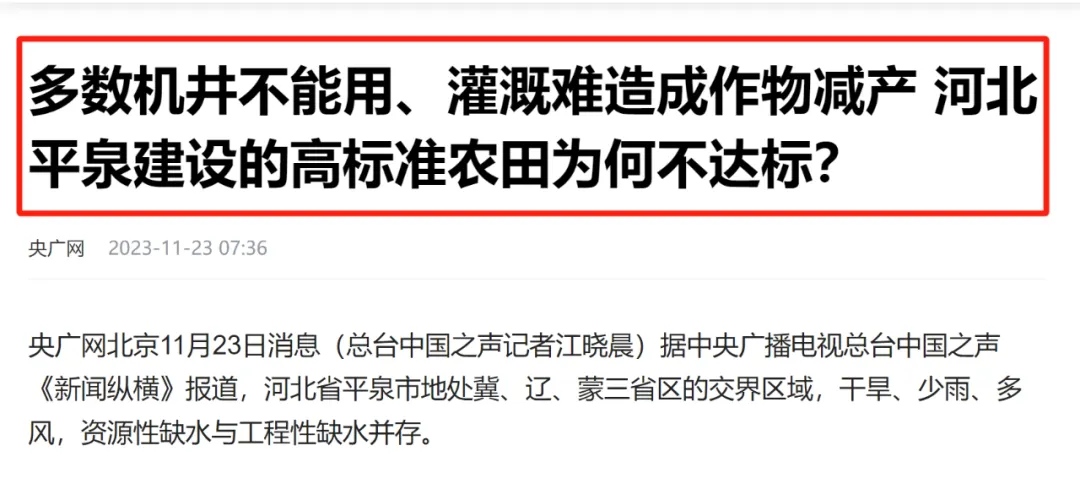 多数机井不能用、灌溉难造成作物减产 河北
平泉建设的高标准农田为何不达标？
央广网 2023-11-23 07:36
央广网北京11月23日消息（总台中国之声记者江晓晨）据中央广播电视总台中国之声
《新闻纵横》报道，河北省平泉市地处冀、辽、蒙三省区的交界区域，干旱、少雨、多
风，资源性缺水与工程性缺水并存。